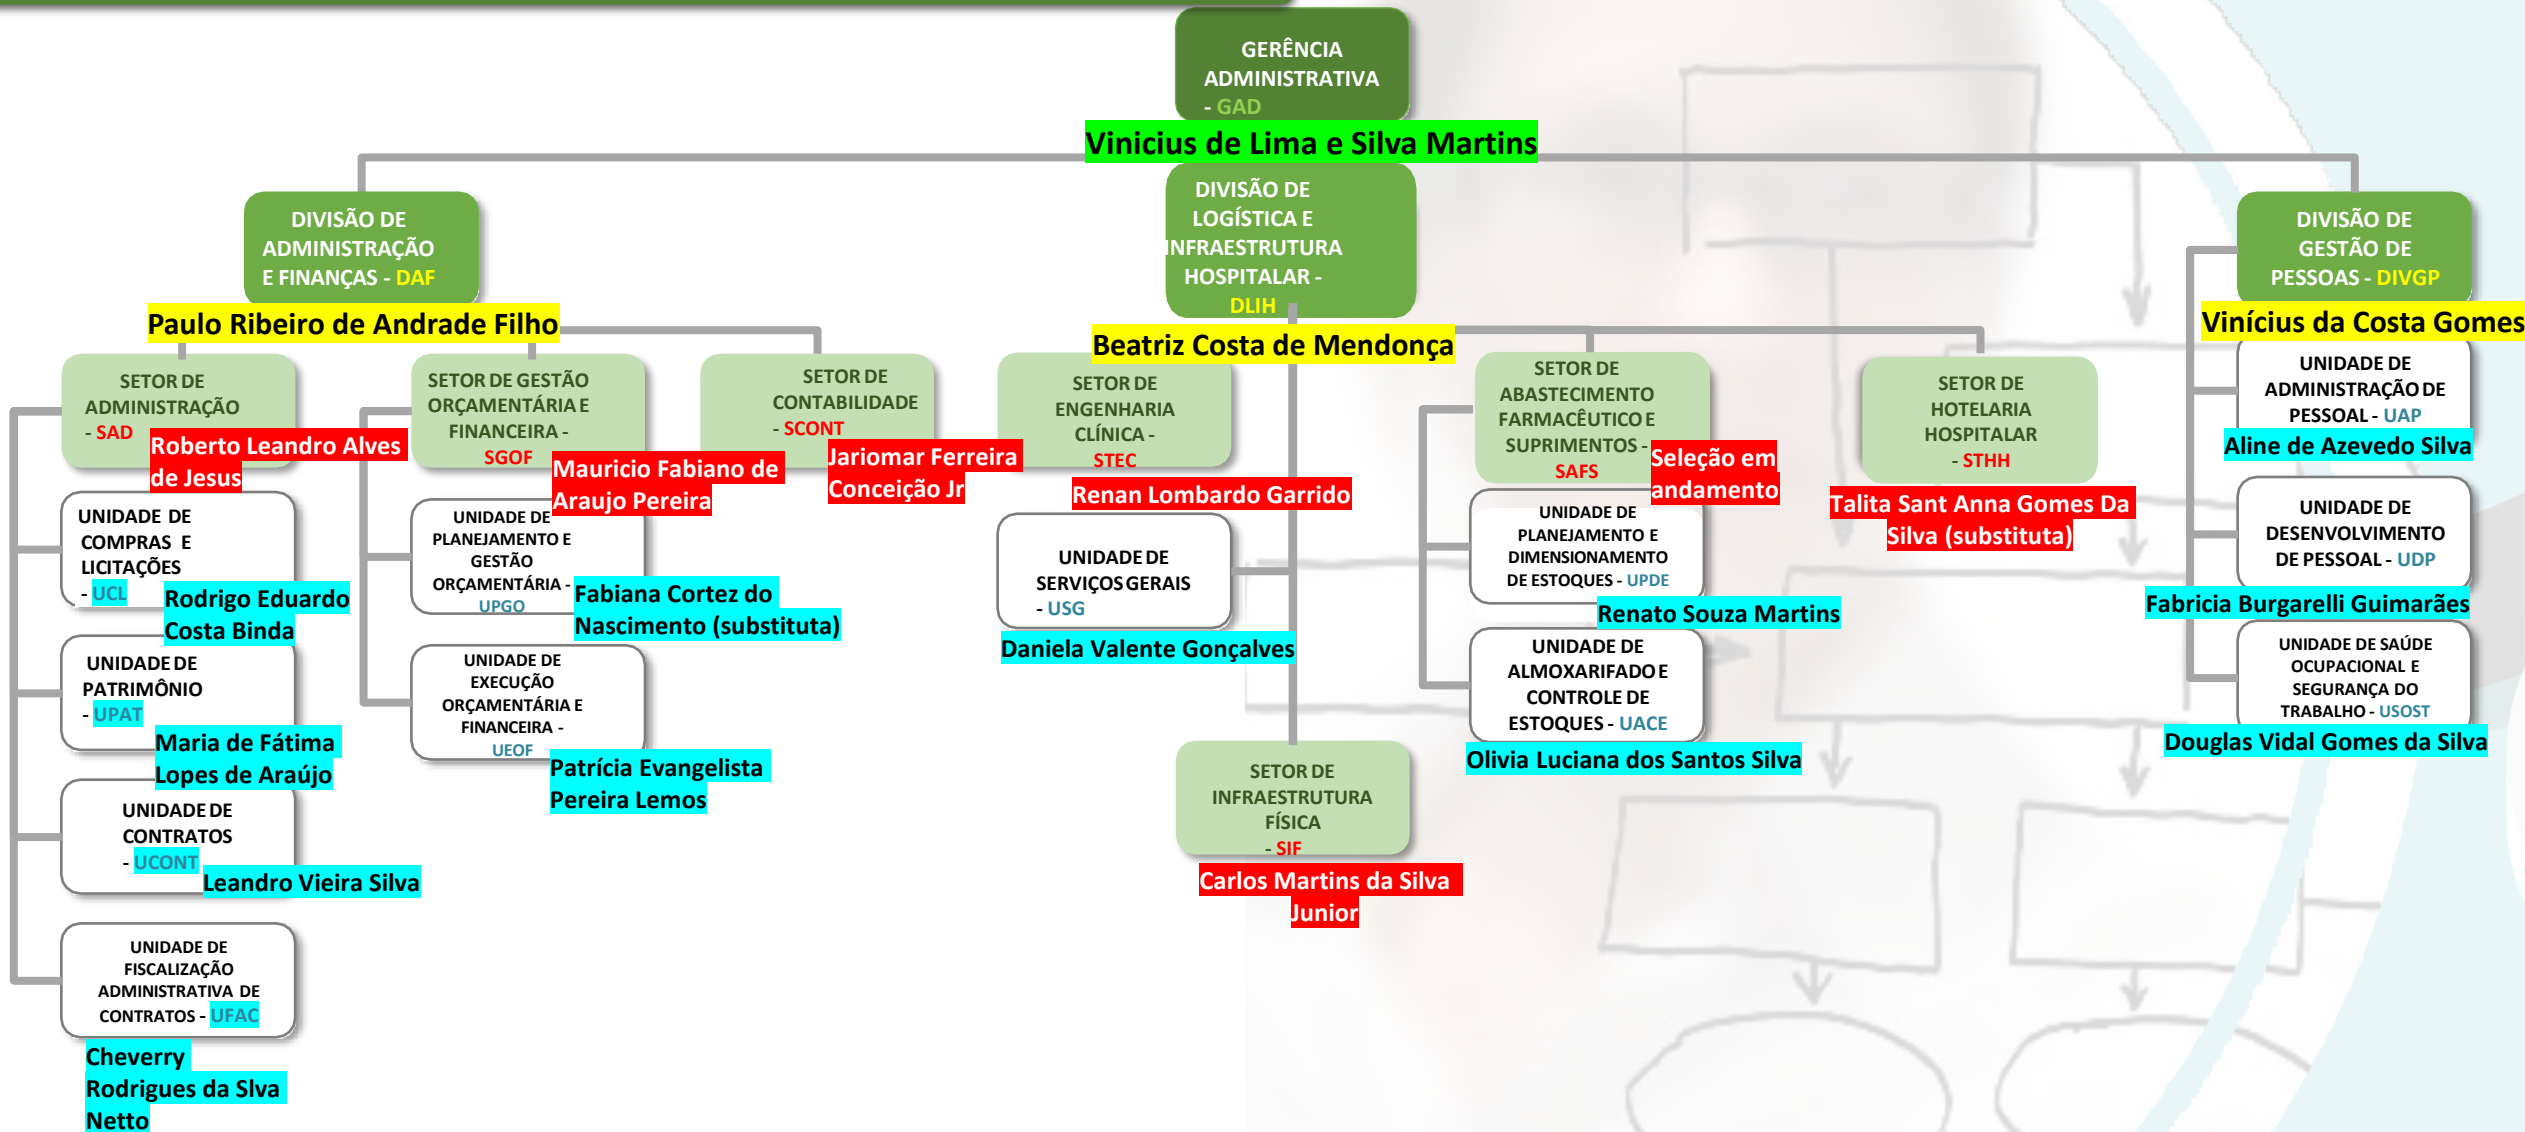 GERÊNCIA
ADMINISTRATIVA
- GAD
Vinicius de Lima e Silva Martins
DIVISÃO DE
ADMINISTRAÇÃO
E FINANÇAS - DAF
Paulo Ribeiro de Andrade Filho
DIVISÃO DE
LOGÍSTICA E
INFRAESTRUTURA
HOSPITALAR -
DLIH
Beatriz Costa de Mendonça
DIVISÃO DE
GESTÃO DE
PESSOAS - DIVGP
Vinícius da Costa Gomes
SETOR DE
ADMINISTRAÇÃO
- SAD
Roberto Leandro Alves
de Jesus
UNIDADE DE
COMPRAS E
LICITAÇÕES
- UCL
Rodrigo Eduardo
Costa Binda
UNIDADE DE
PATRIMÔNIO
- UPAT
Maria de Fátima
Lopes de Araújo
UNIDADE DE
CONTRATOS
- UCONT
Leandro Vieira Silva
UNIDADE DE
FISCALIZAÇÃO
ADMINISTRATIVA DE
CONTRATOS - UFAC
Cheverry
Rodrigues da Slva
Netto
SETOR DE GESTÃO
ORÇAMENTÁRIA E
FINANCEIRA -
SGOF
Mauricio Fabiano de
Araujo Pereira
UNIDADE DE
PLANEJAMENTO E
GESTÃO
ORÇAMENTÁRIA -
UPGO
Fabiana Cortez do
Nascimento (substituta)
UNIDADE DE
EXECUÇÃO
ORÇAMENTÁRIA E
FINANCEIRA -
UEOF
Patrícia Evangelista
Pereira Lemos
SETOR DE
CONTABILIDADE
- SCONT
Jariomar Ferreira
Conceição Jr
SETOR DE
ENGENHARIA
CLÍNICA -
STEC
Renan Lombardo Garrido
UNIDADE DE
SERVIÇOS GERAIS
- USG
Daniela Valente Gonçalves
SETOR DE
INFRAESTRUTURA
FÍSICA
- SIF
Carlos Martins da Silva
Junior
SETOR DE
ABASTECIMENTO
FARMACÊUTICO E
SUPRIMENTOS -
SAFS
Seleção em
andamento
UNIDADE DE
PLANEJAMENTO E
DIMENSIONAMENTO
DE ESTOQUES - UPDE
Renato Souza Martins
UNIDADE DE
ALMOXARIFADO E
CONTROLE DE
ESTOQUES - UACE
Olivia Luciana dos Santos Silva
SETOR DE
HOTELARIA
HOSPITALAR
- STHH
Talita Sant Anna Gomes Da
Silva (substituta)
UNIDADE DE
ADMINISTRAÇÃO DE
PESSOAL - UAP
Aline de Azevedo Silva
UNIDADE DE
DESENVOLVIMENTO
DE PESSOAL - UDP
Fabricia Burgarelli Guimarães
UNIDADE DE SAÚDE
OCUPACIONAL E
SEGURANÇA DO
TRABALHO - USOST
Douglas Vidal Gomes da Silva